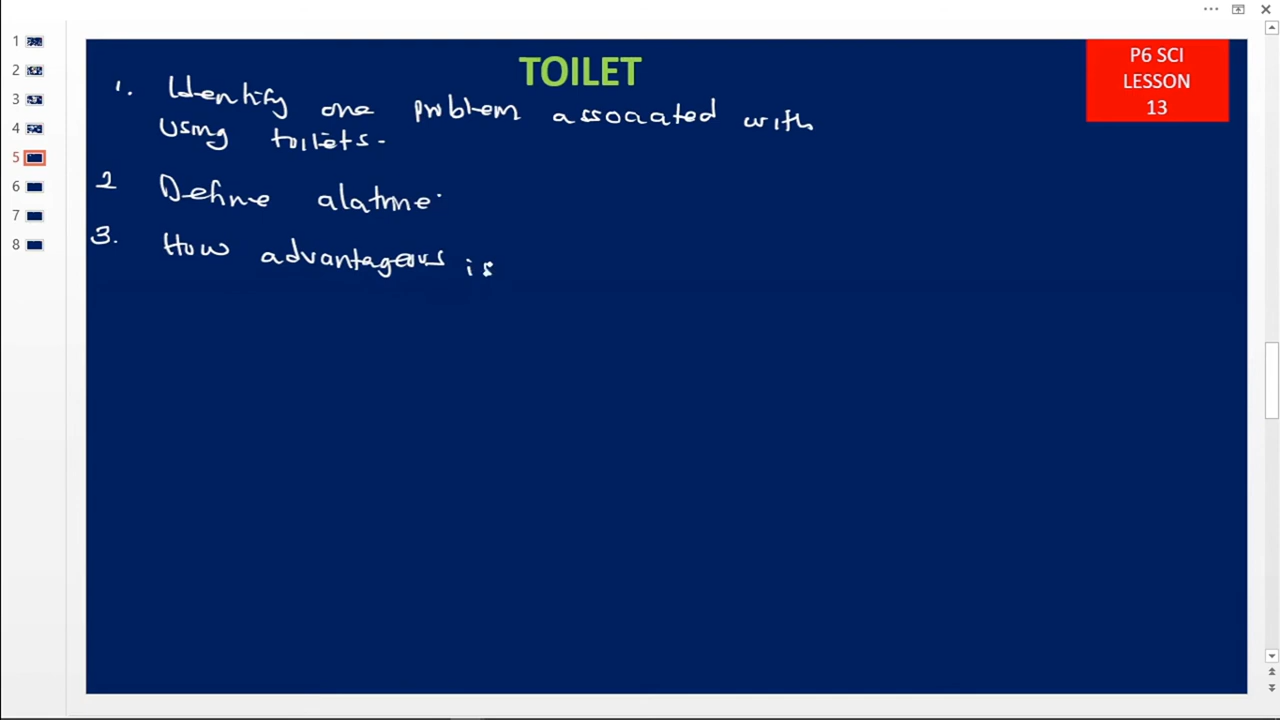 1
2
3
4
5
6
7
8
TOILET
P6 SCI
LESSON
13
1. Identify one problem associated with
using toilets.
2 Define a latrine.
3. How advantageous is